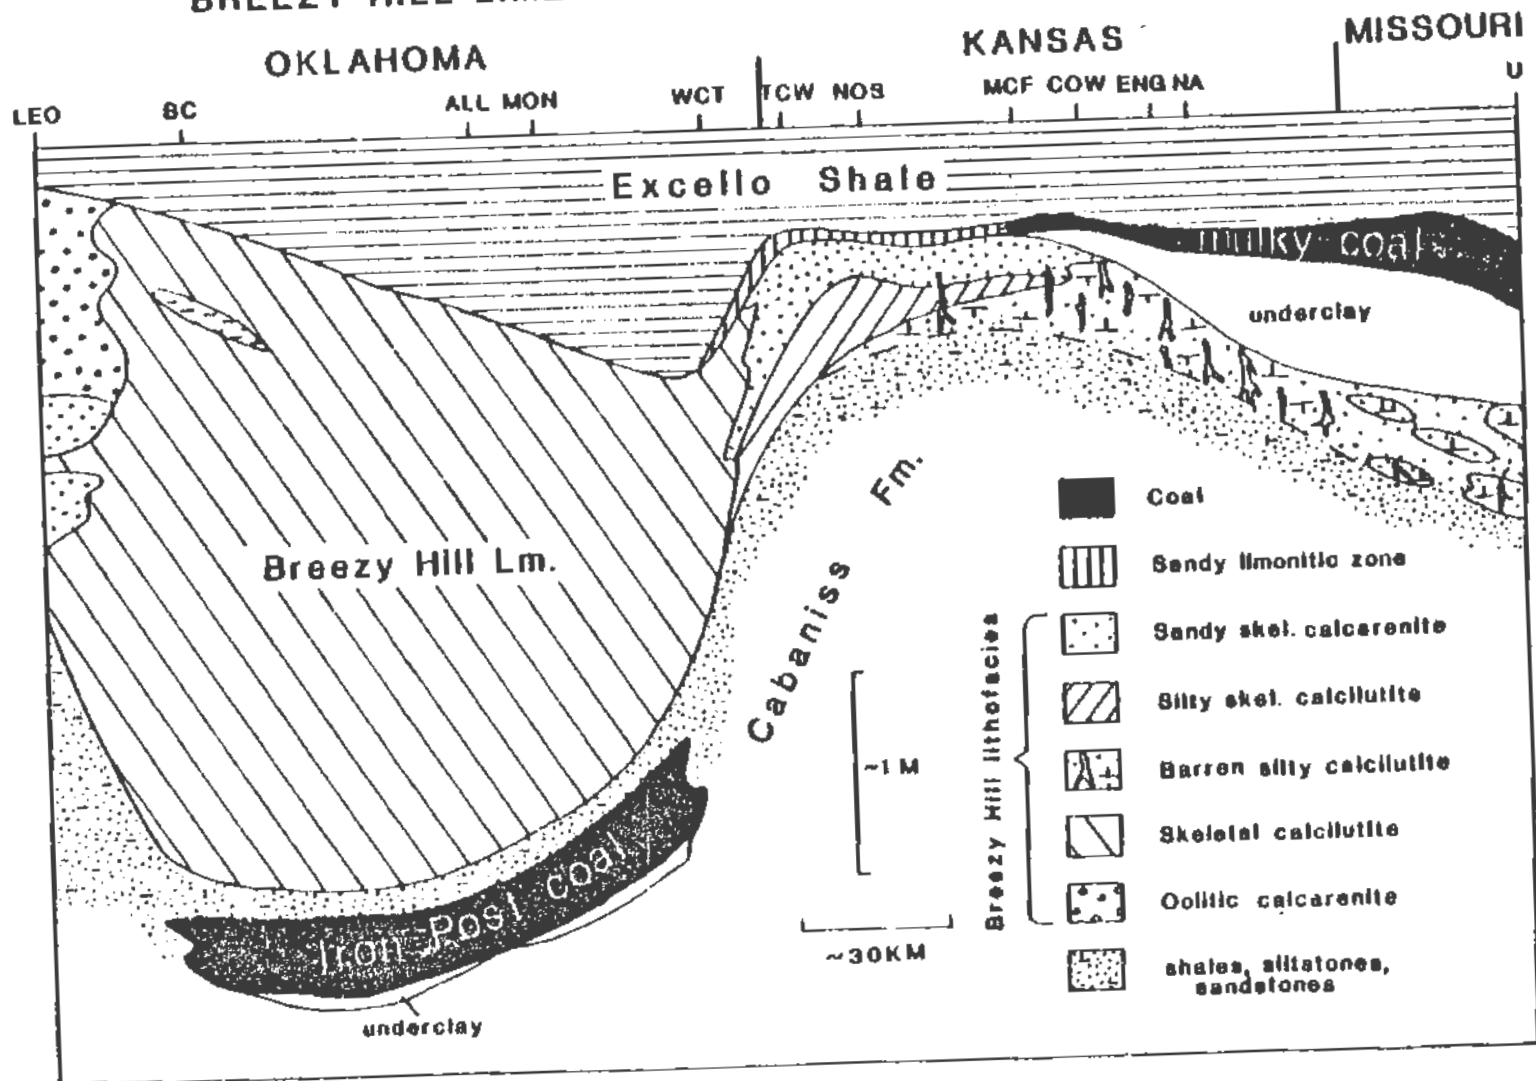 BREEZY HILL
OKLAHOMA
KANSAS
MISSOURI
LEO
BC
ALL MON
WCT
TCW NOS
MCF COW ENG NA
U
Excello Shale
mulky coal
underclay
Breezy Hill Lm.
Cabaniss Fm.
Iron Post coal
underclay
~1 M
~30KM
Breezy Hill lithofacies
Coal
Sandy limonitic zone
Sandy skel. calcarenite
Silty skel. calcilutite
Barren silty calcilutite
Skeletal calcilutite
Oolitic calcarenite
shales, siltstones,
sandstones